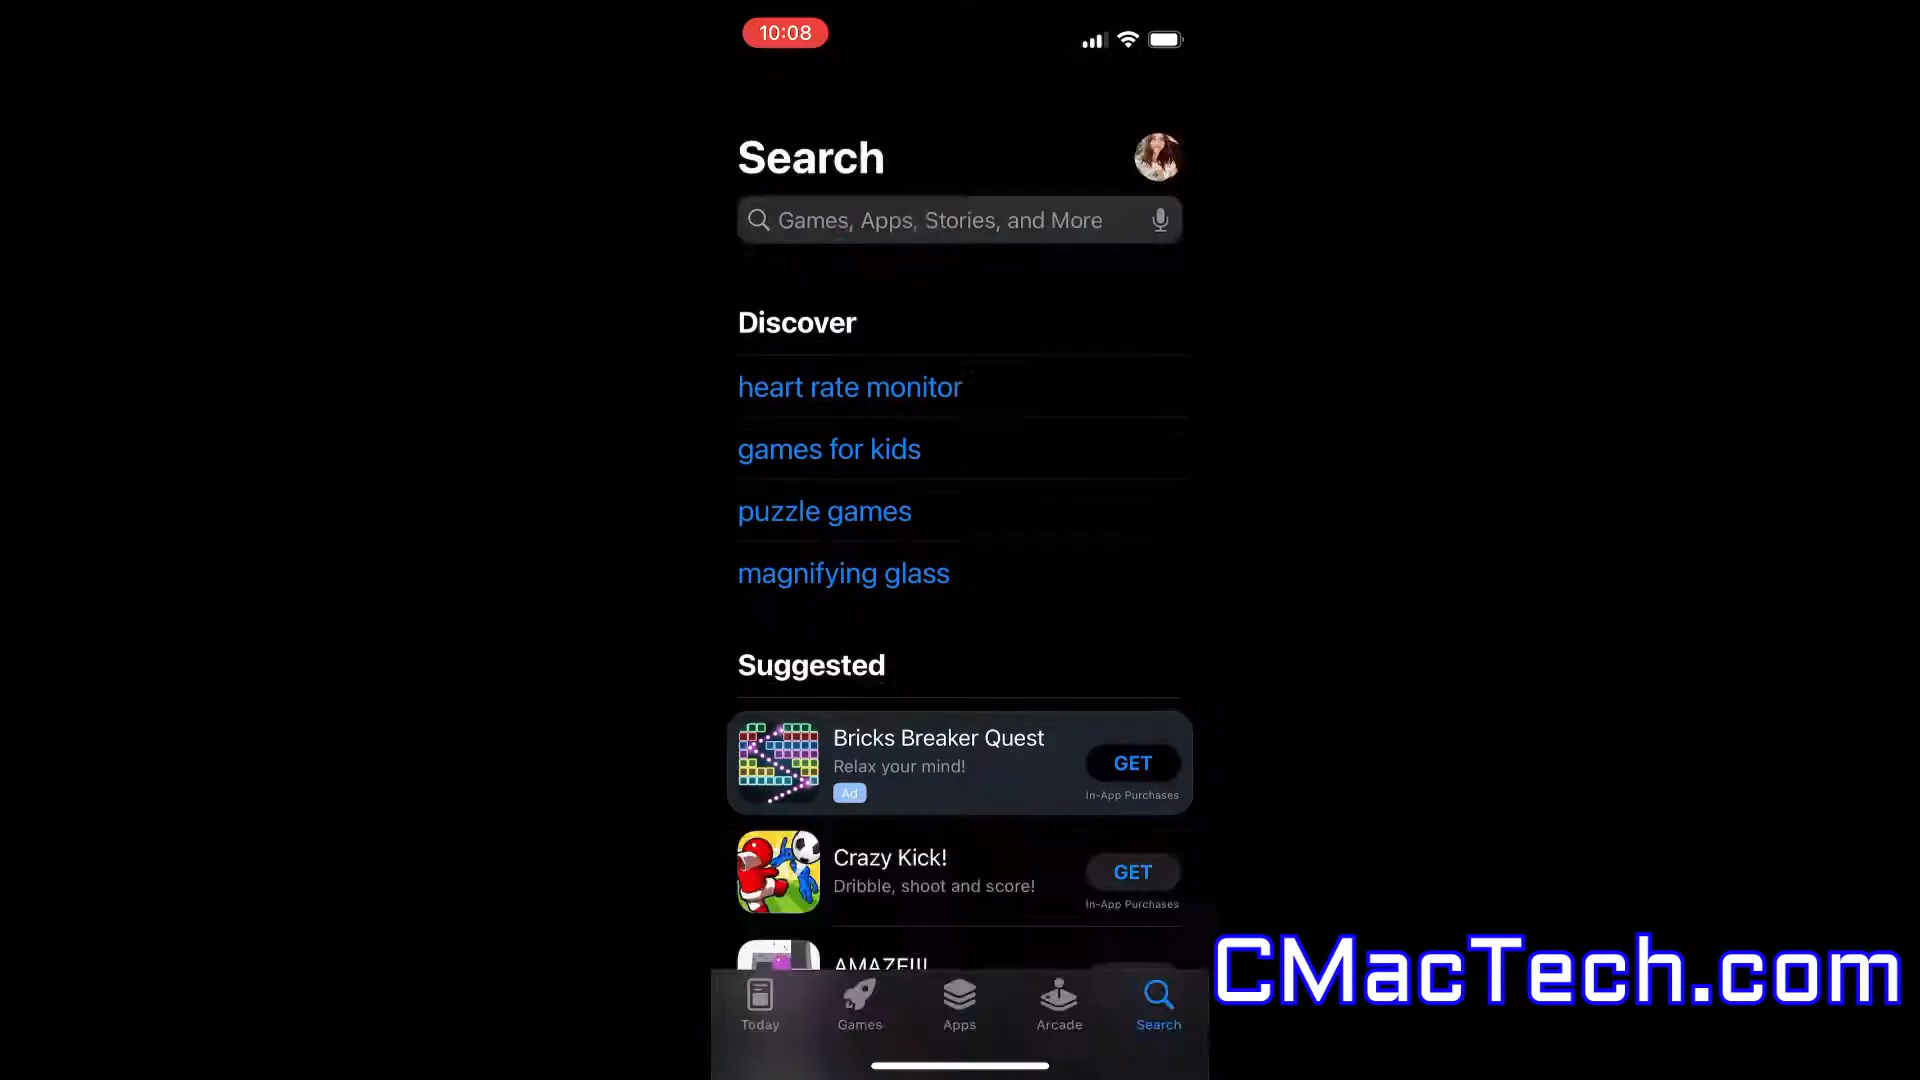 10:08
Search
Games, Apps, Stories, and More
Discover
heart rate monitor
games for kids
puzzle games
magnifying glass
Suggested
Bricks Breaker Quest
Relax your mind!
Ad
GET
In-App Purchases
Crazy Kick!
Dribble, shoot and score!
GET
In-App Purchases
AMAZE!!!
Today
Games
Apps
Arcade
Search
CMacTech.com